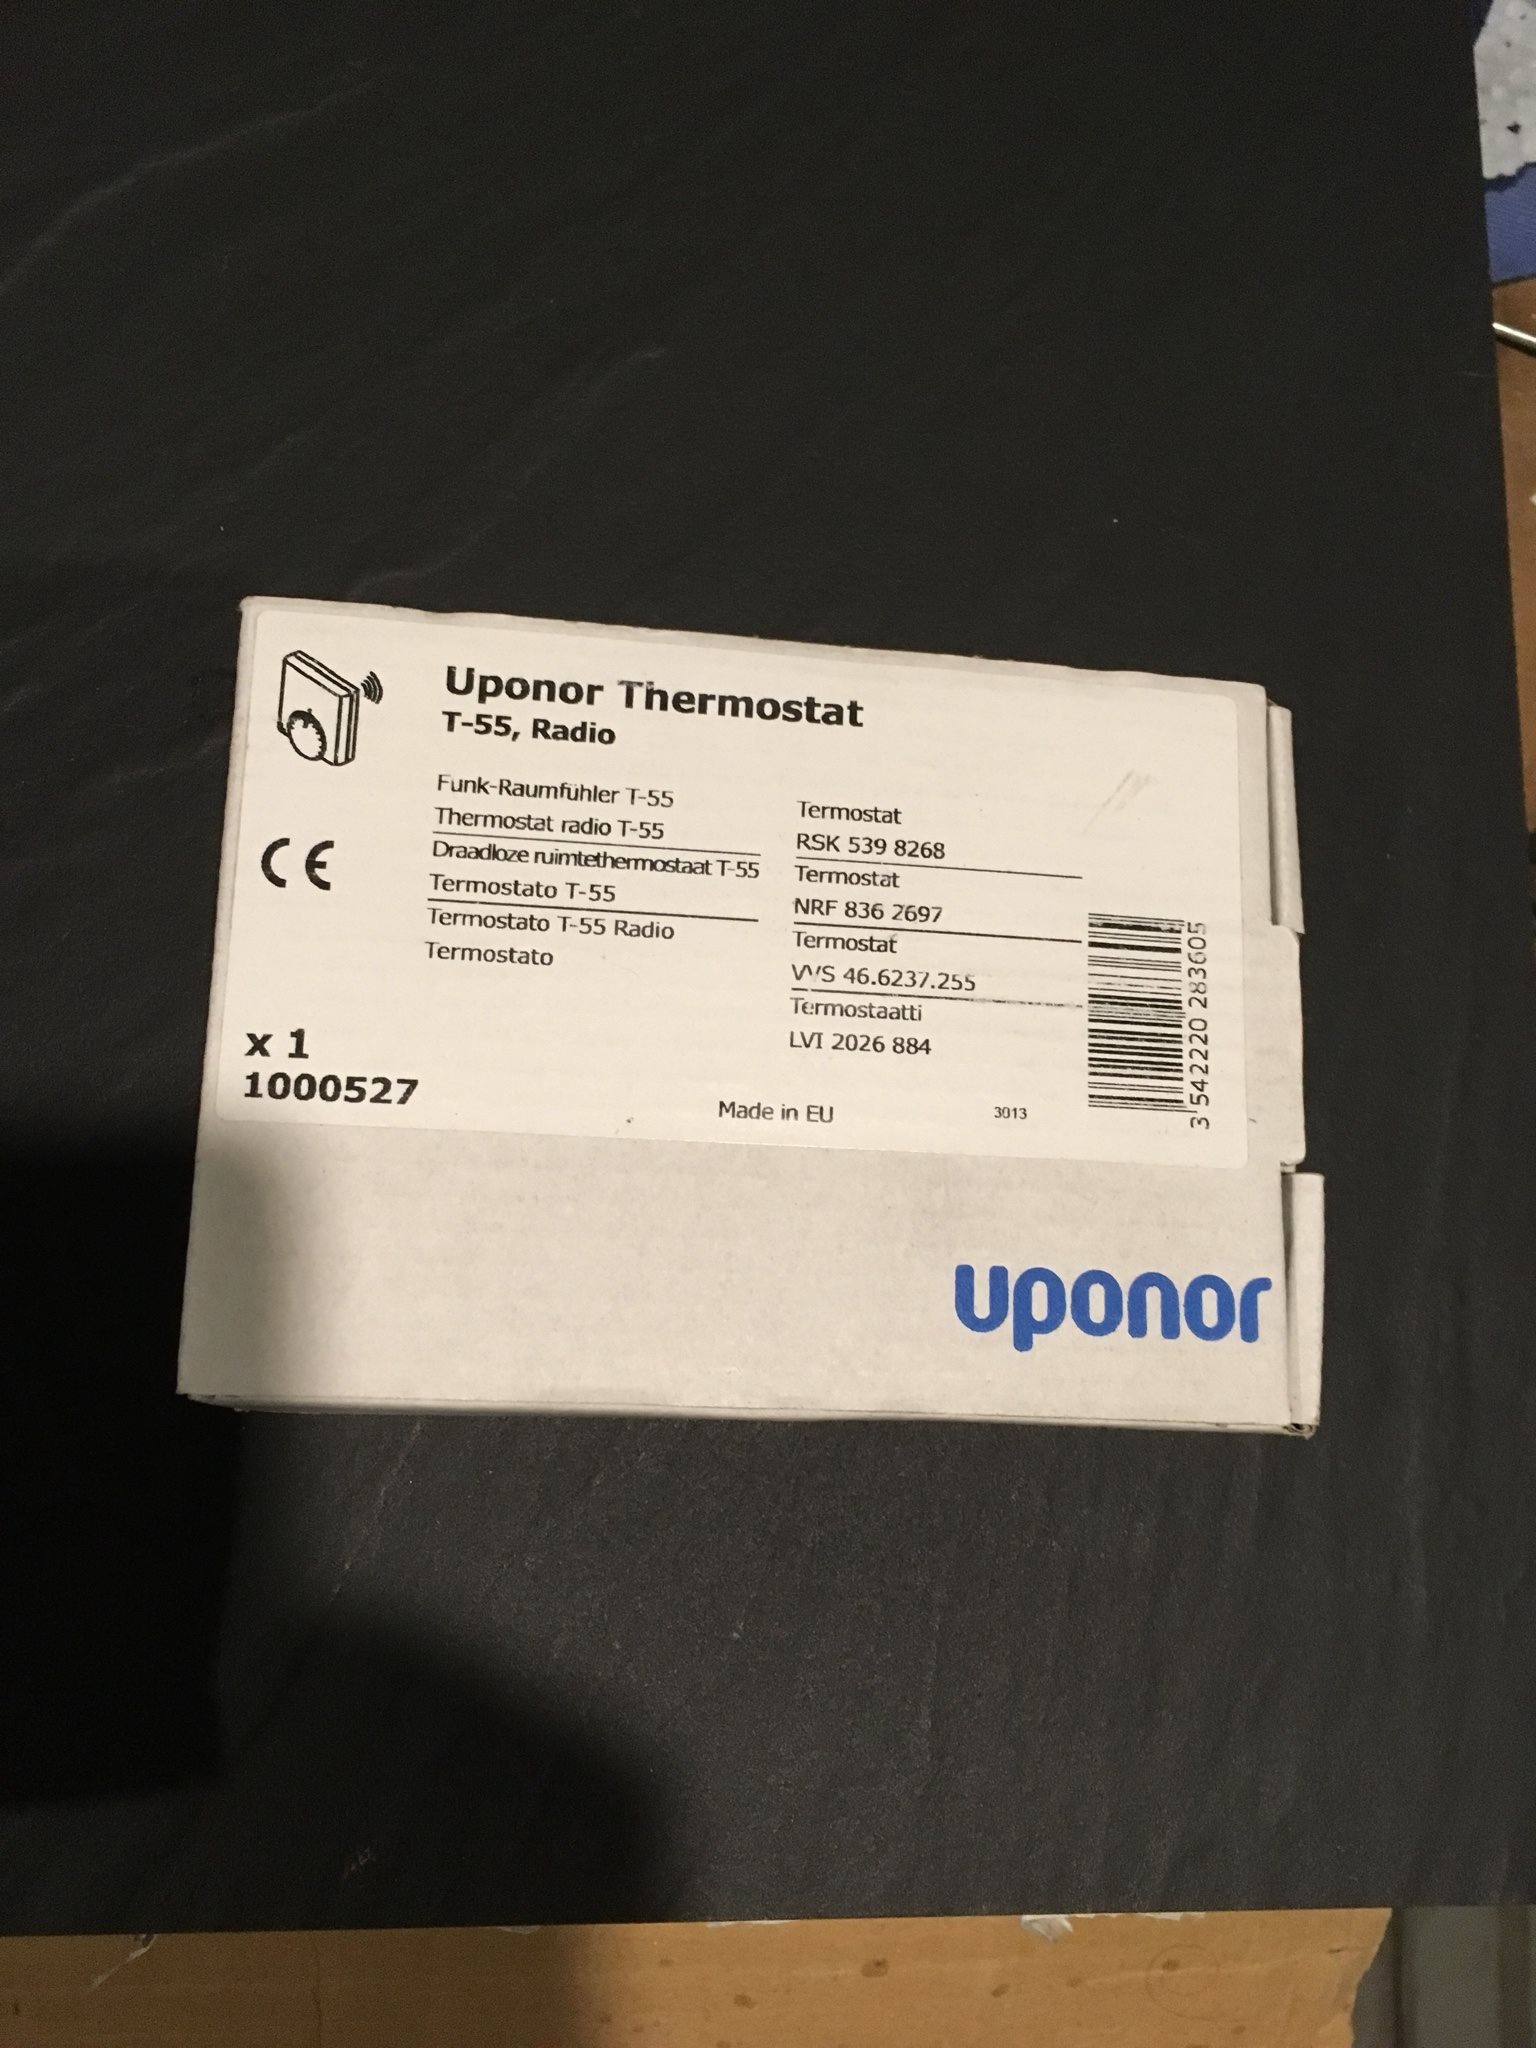 Uponor Thermostat
T-55, Radio
Funk-Raumfühler T-55
Thermostat radio T-55
Draadloze ruimtethermostaat T-55
Termostato T-55
Termostato T-55 Radio
Termostato
Termostat
RSK 539 8268
Termostat
NRF 836 2697
Termostat
VVS 46.6237.255
Termostaatti
LVI 2026 884
CE
x 1
1000527
Made in EU
3013
3 542220 283605
uponor